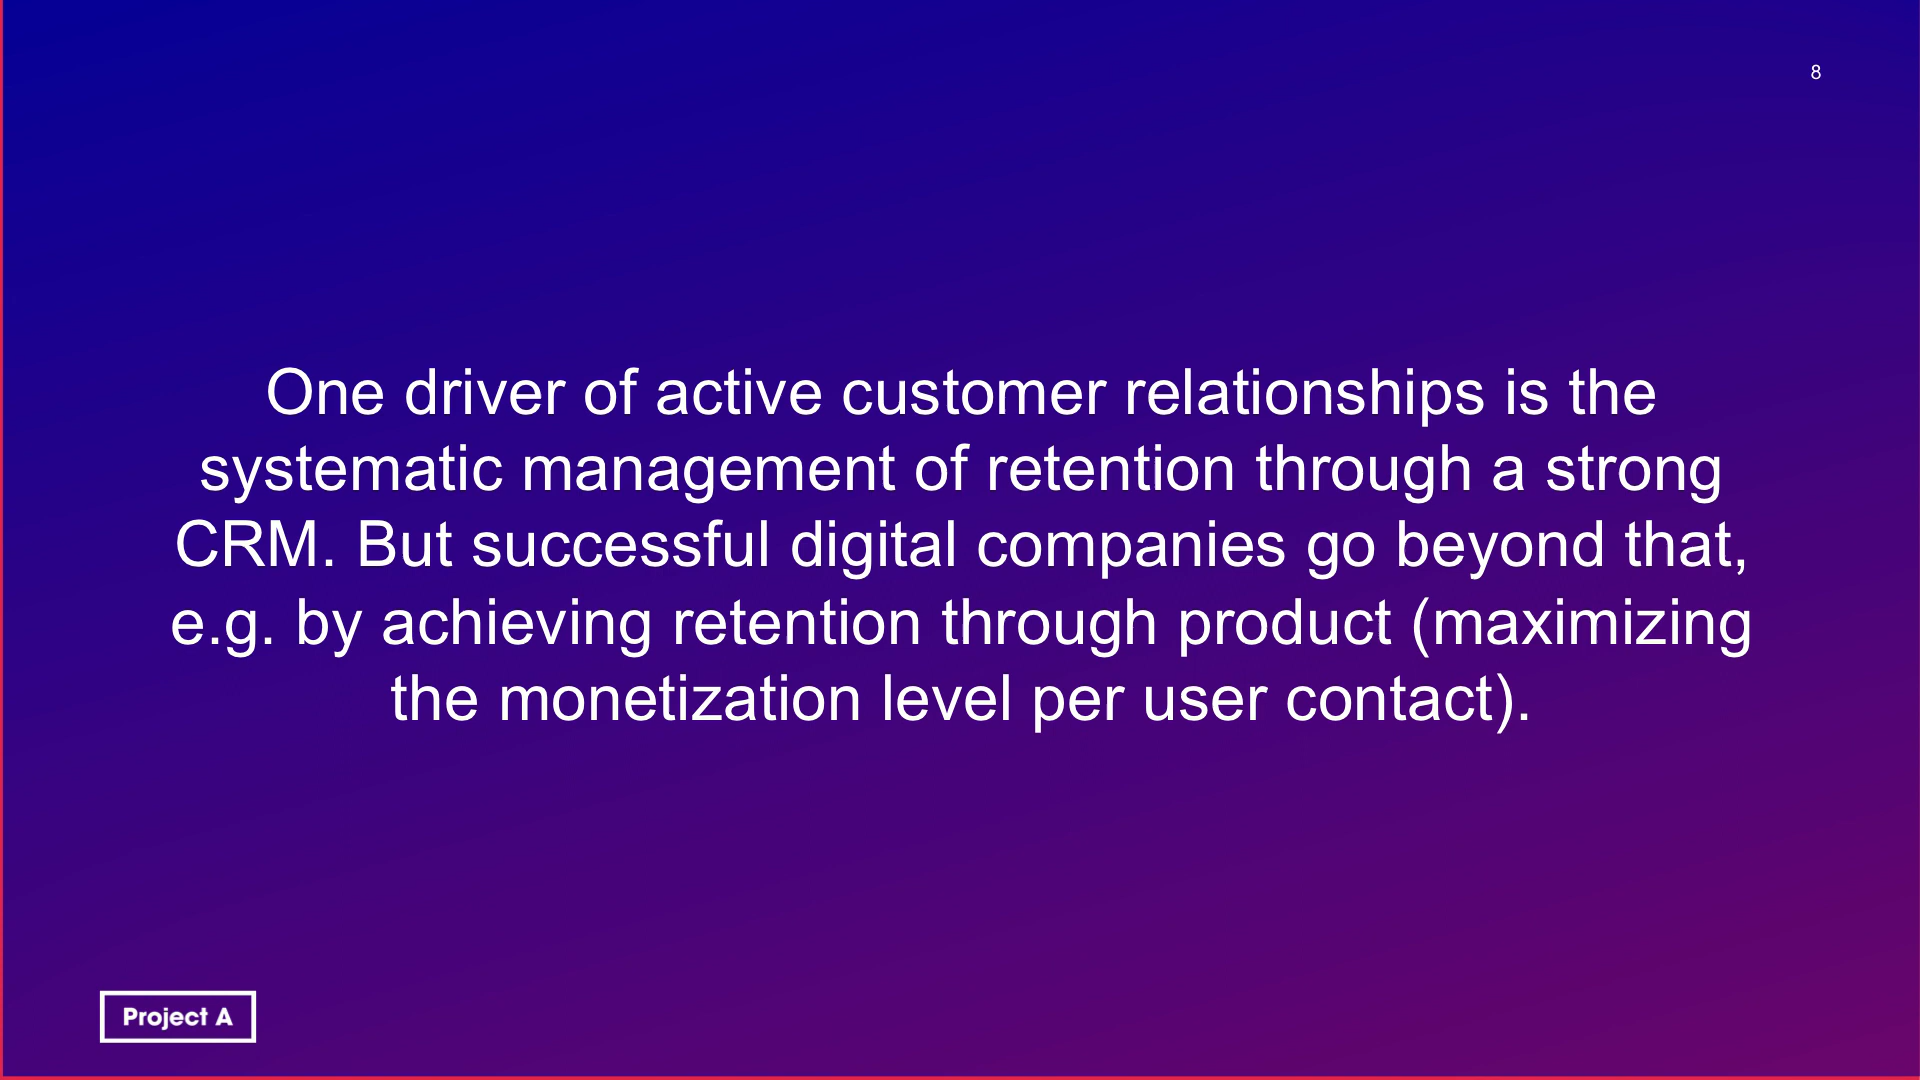 8
One driver of active customer relationships is the
systematic management of retention through a strong
CRM. But successful digital companies go beyond that,
e.g. by achieving retention through product (maximizing
the monetization level per user contact).
Project A